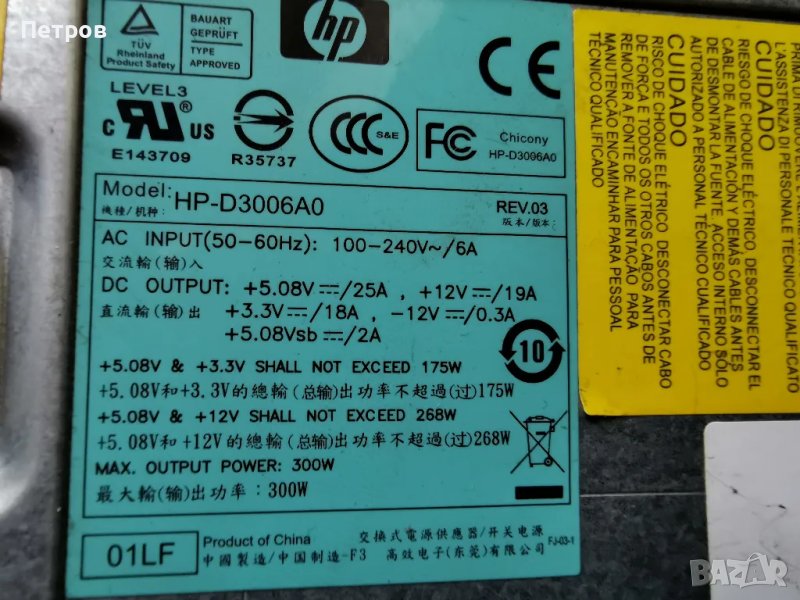 Петров
TÜV
Rheinland
Product Safety
BAUART
GEPRÜFT
TYPE
APPROVED
hp
CE
LEVEL3
c RU US
E143709
R35737
CCC S&E
FC
Chicony
HP-D3006A0
Model: HP-D3006A0 REV.03
機種/机种: 版本/版本:
AC INPUT(50-60Hz): 100-240V~/6A
交流輸(输)入
DC OUTPUT: +5.08V⎓/25A , +12V⎓/19A
直流輸(输)出 +3.3V⎓/18A, -12V⎓/0.3A
+5.08Vsb⎓/2A
10
+5.08V & +3.3V SHALL NOT EXCEED 175W
+5.08V和+3.3V的總輸(总输)出功率不超過(过)175W
+5.08V & +12V SHALL NOT EXCEED 268W
+5.08V和+12V的總輸(总输)出功率不超過(过)268W
MAX. OUTPUT POWER: 300W
最大輸(输)出功率: 300W
01LF
Product of China 交換式電源供應器/开关电源 FJ-03-1
中國製造/中国制造-F3 高效电子(东莞)有限公司
CUIDADO
RISCO DE CHOQUE ELÉTRICO. DESCONECTAR CABO
DE FORÇA E TODOS OS OUTROS CABOS ANTES DE
REMOVER A FONTE DE ALIMENTAÇÃO PARA
MANUTENÇÃO. ENCAMINHAR PARA PESSOAL
TÉCNICO QUALIFICADO
CUIDADO
RIESGO DE CHOQUE ELÉCTRICO, DESCONECTAR EL
CABLE DE ALIMENTACIÓN Y DEMÁS CABLES ANTES
DE DESMONTAR LA FUENTE. ACCESO INTERNO SÓLO
AUTORIZADO A PERSONAL TÉCNICO CUALIFICADO
PRIMA DI RIMUOVERE
L'ASSISTENZA DI PERSONALE TECNICO QUALIFICATO
BAZAR